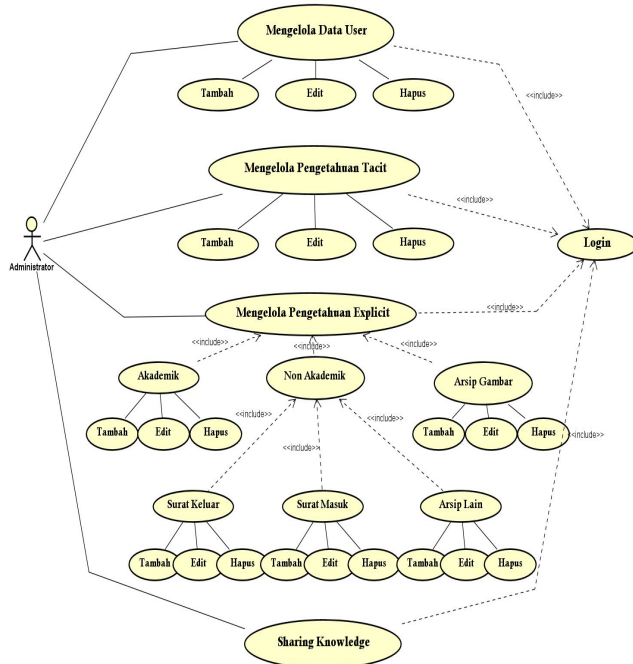 Mengelola Data User
Tambah
Edit
Hapus
<<include>>
Mengelola Pengetahuan Tacit
<<include>>
Tambah
Edit
Hapus
Login
Administrator
<<include>>
Mengelola Pengetahuan Explicit
<<include>>
<<include>>
<<include>>
Akademik
Non Akademik
Arsip Gambar
Tambah
Edit
Hapus
<<include>>
<<include>>
<<include>>
Tambah
Edit
Hapus
<<include>>
Surat Keluar
Surat Masuk
Arsip Lain
Tambah
Edit
Hapus
Tambah
Edit
Hapus
Tambah
Edit
Hapus
Sharing Knowledge